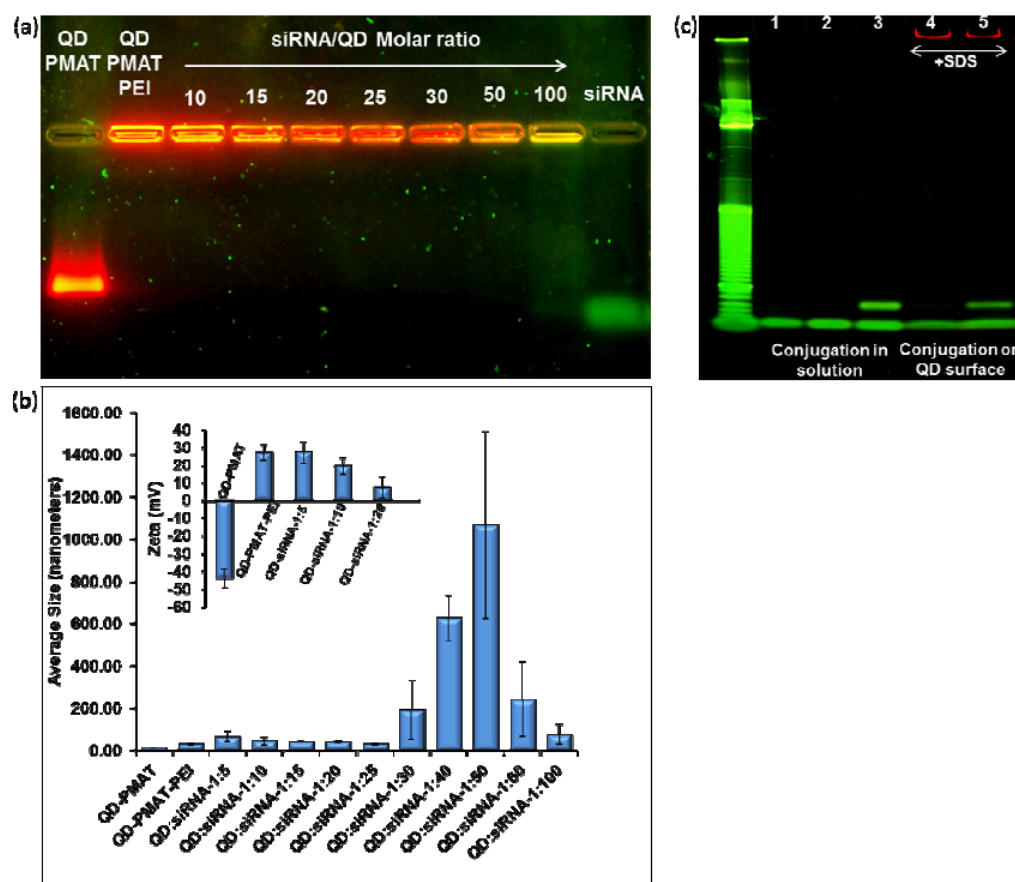 (a)
QD PMAT
QD PMAT PEI
siRNA/QD Molar ratio
10 15 20 25 30 50 100 siRNA
(c)
1 2 3 4 5
+SDS
Conjugation in solution
Conjugation on QD surface
(b)
Average Size (nanometers)
1600.00
1400.00
1200.00
1000.00
800.00
600.00
400.00
200.00
0.00
Zeta (mV)
40
30
20
10
0
-10
-20
-30
-40
-50
-60
QD-PMAT
QD-PMAT-PEI
QD:siRNA-1:5
QD:siRNA-1:10
QD:siRNA-1:20
QD-PMAT
QD-PMAT-PEI
QD:siRNA-1:5
QD:siRNA-1:10
QD:siRNA-1:15
QD:siRNA-1:20
QD:siRNA-1:25
QD:siRNA-1:30
QD:siRNA-1:40
QD:siRNA-1:50
QD:siRNA-1:60
QD:siRNA-1:100